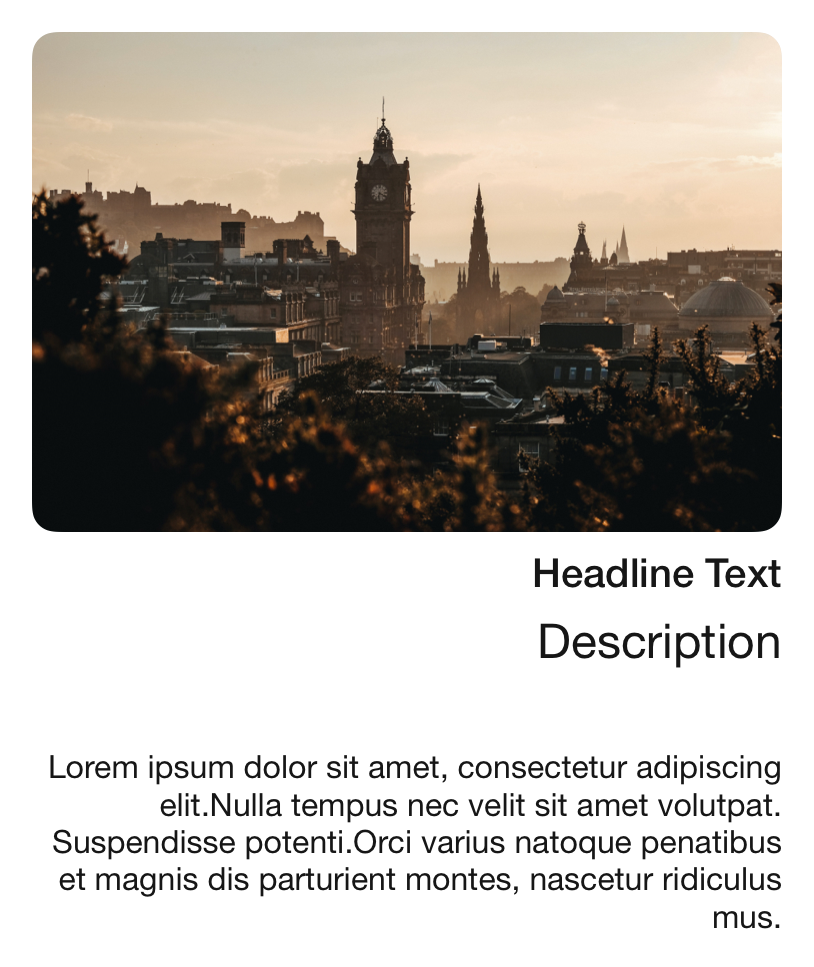 Headline Text
Description
Lorem ipsum dolor sit amet, consectetur adipiscing
elit.Nulla tempus nec velit sit amet volutpat.
Suspendisse potenti.Orci varius natoque penatibus
et magnis dis parturient montes, nascetur ridiculus
mus.